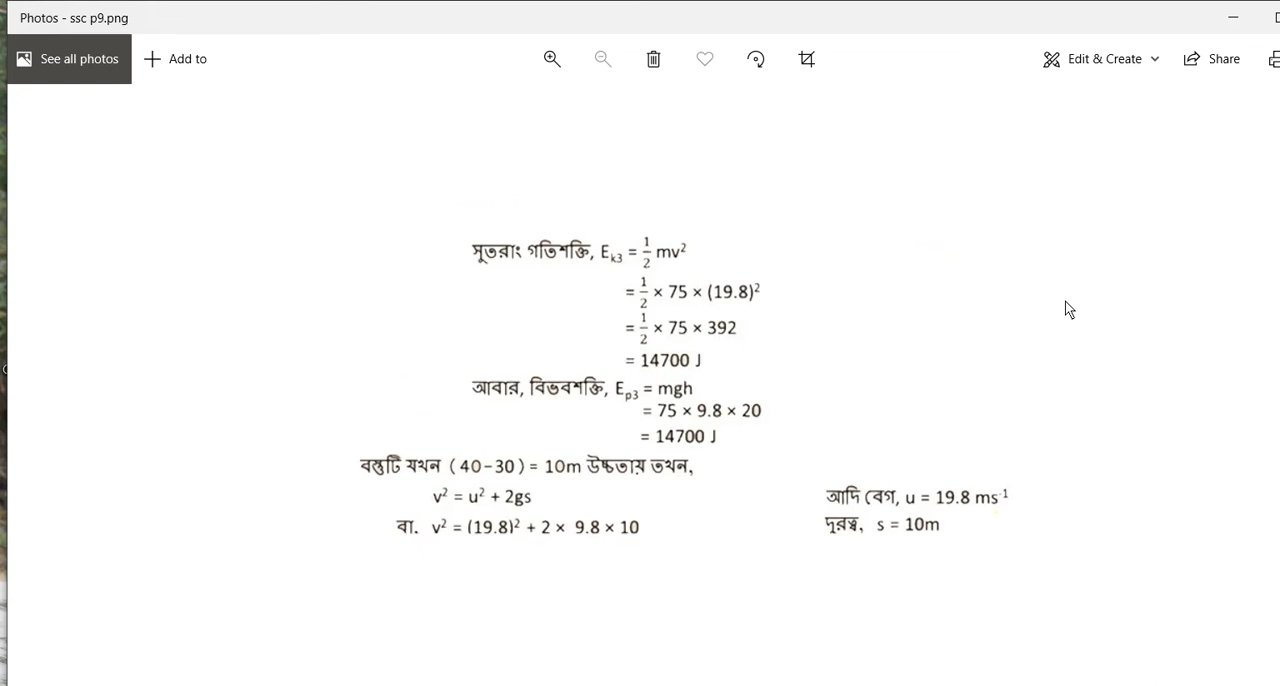 Photos - ssc p9.png
See all photos
Add to
Edit & Create
Share
সুতরাং গতিশক্তি, Eₖ₃ = 1/2 mv²
= 1/2 × 75 × (19.8)²
= 1/2 × 75 × 392
= 14700 J
আবার, বিভবশক্তি, Eₚ₃ = mgh
= 75 × 9.8 × 20
= 14700 J
বস্তুটি যখন (40-30) = 10m উচ্চতায় তখন,
v² = u² + 2gs
আদি বেগ, u = 19.8 ms⁻¹
বা. v² = (19.8)² + 2 × 9.8 × 10
দূরত্ব, s = 10m